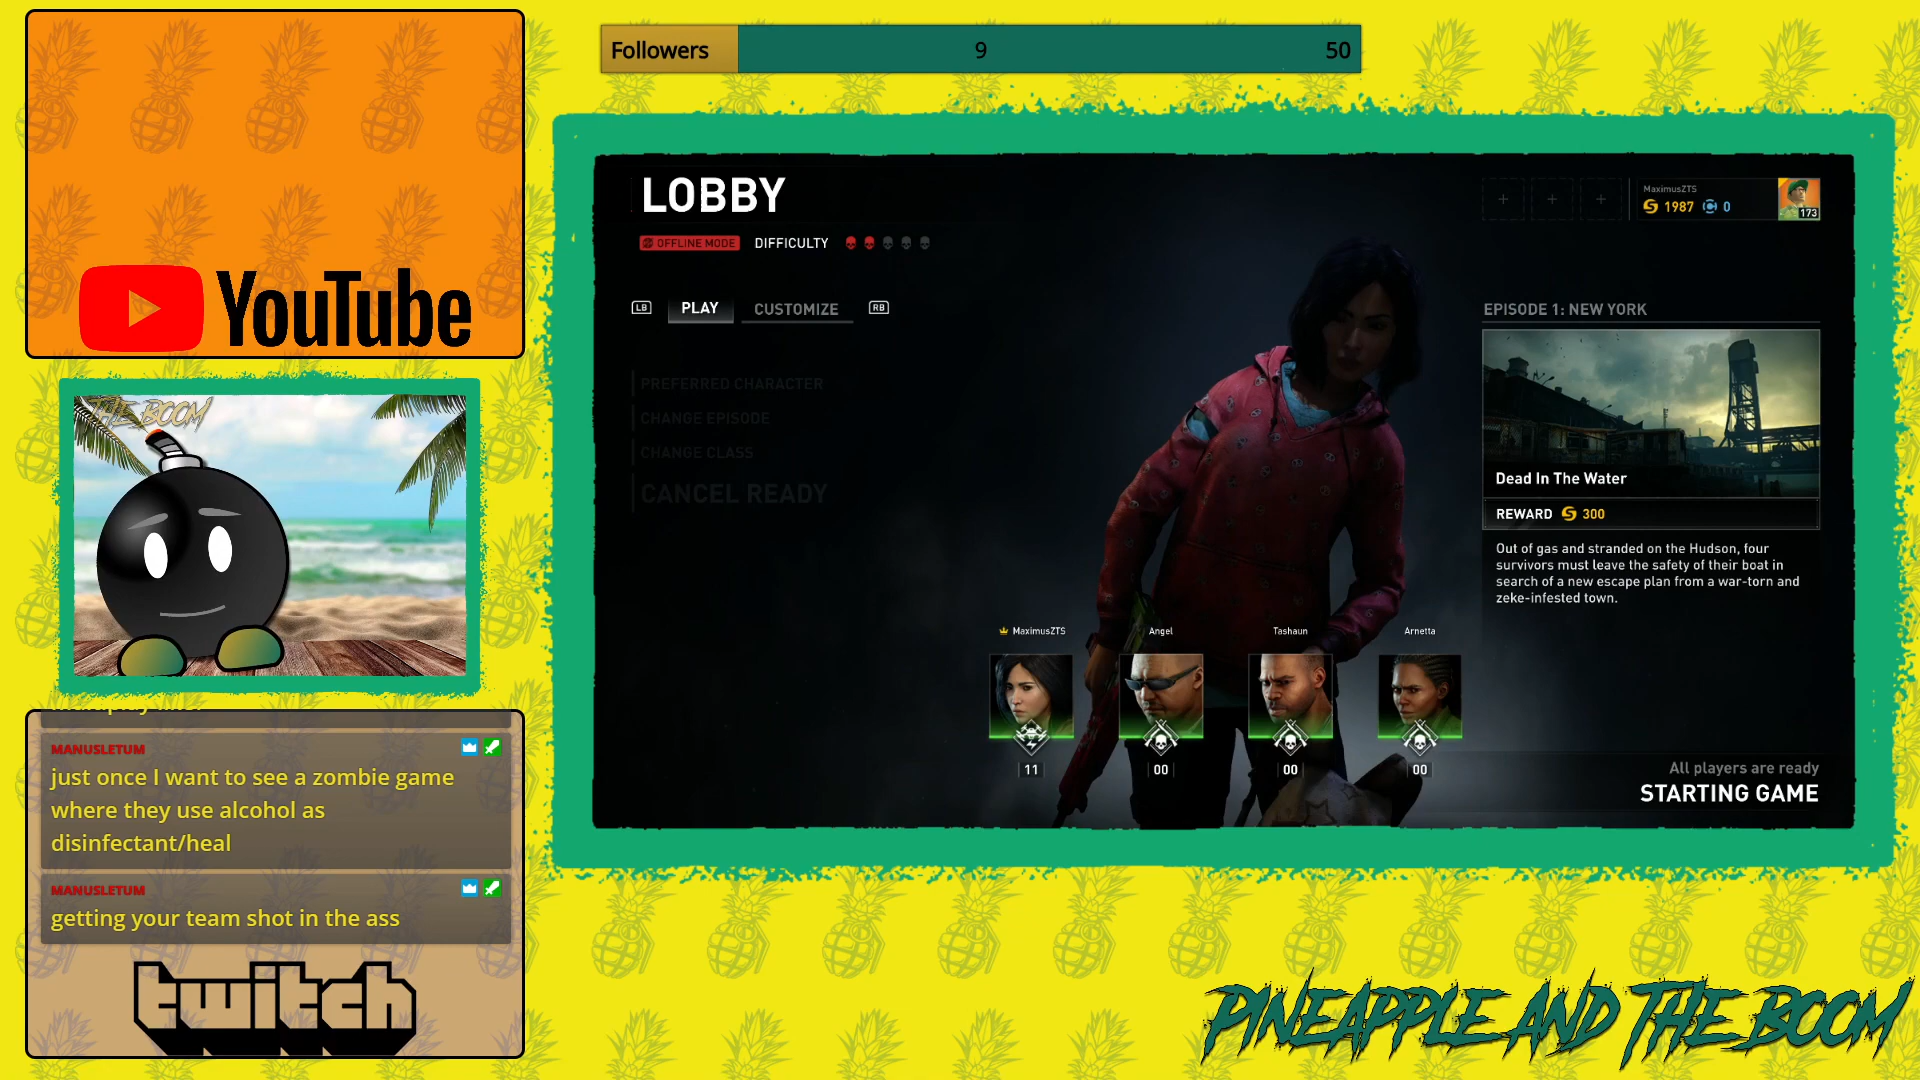 Followers 9 50
YouTube
THE BOOM
MANUSLETUM
just once I want to see a zombie game
where they use alcohol as
disinfectant/heal
MANUSLETUM
getting your team shot in the ass
twitch
LOBBY
OFFLINE MODE DIFFICULTY
LB PLAY CUSTOMIZE RB
PREFERRED CHARACTER
CHANGE EPISODE
CHANGE CLASS
CANCEL READY
MaximusZTS
1987 0
173
EPISODE 1: NEW YORK
Dead In The Water
REWARD 300
Out of gas and stranded on the Hudson, four
survivors must leave the safety of their boat in
search of a new escape plan from a war-torn and
zeke-infested town.
MaximusZTS Angel Tashaun Arnetta
11 00 00 00
All players are ready
STARTING GAME
PINEAPPLE AND THE BOOM